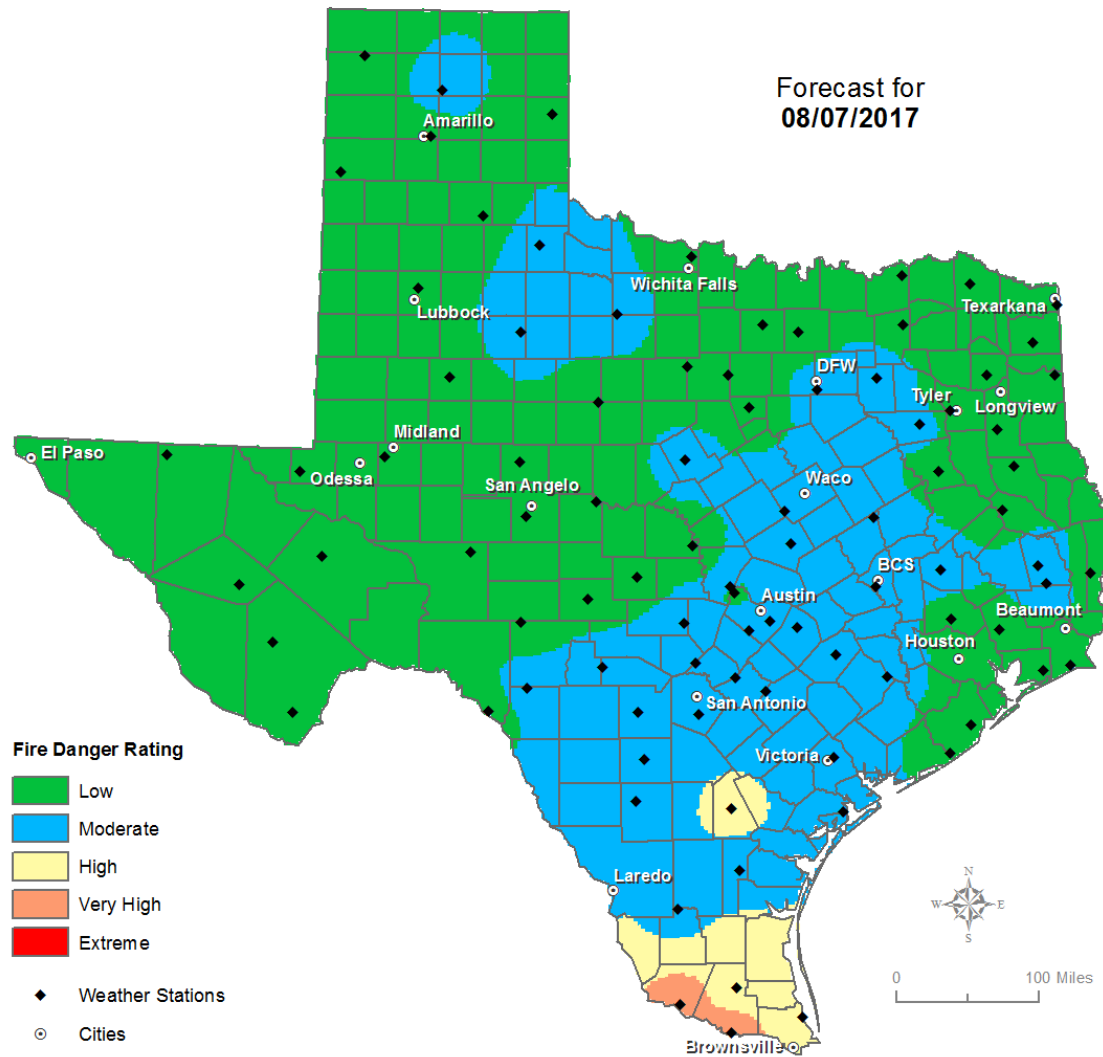 Forecast for
08/07/2017
Amarillo
Wichita Falls
Lubbock
Texarkana
DFW
Tyler
Longview
Midland
El Paso
Odessa
San Angelo
Waco
BCS
Austin
Beaumont
Houston
San Antonio
Victoria
Laredo
Brownsville
Fire Danger Rating
Low
Moderate
High
Very High
Extreme
Weather Stations
Cities
N
W E
S
0 100 Miles